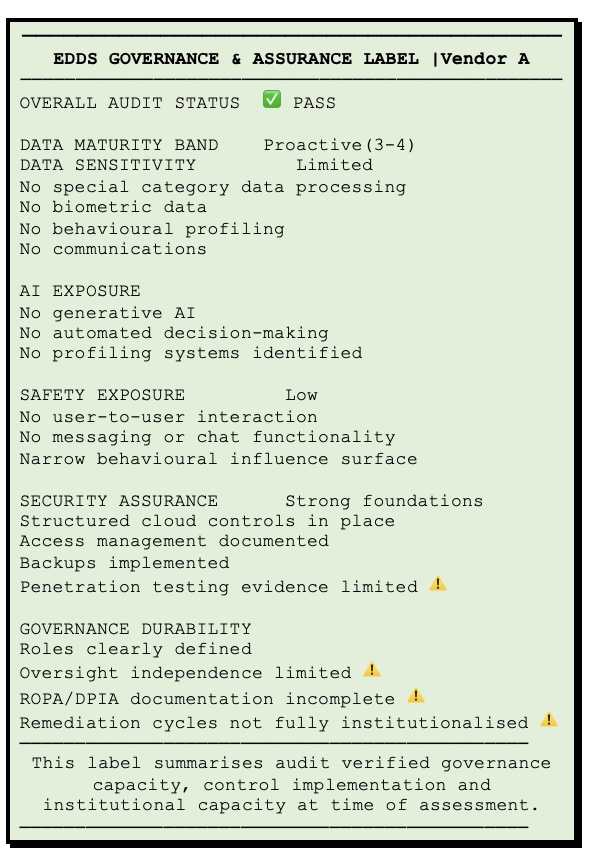 EDDS GOVERNANCE & ASSURANCE LABEL |Vendor A
OVERALL AUDIT STATUS ✅ PASS
DATA MATURITY BAND Proactive(3-4)
DATA SENSITIVITY Limited
No special category data processing
No biometric data
No behavioural profiling
No communications
AI EXPOSURE
No generative AI
No automated decision-making
No profiling systems identified
SAFETY EXPOSURE Low
No user-to-user interaction
No messaging or chat functionality
Narrow behavioural influence surface
SECURITY ASSURANCE Strong foundations
Structured cloud controls in place
Access management documented
Backups implemented
Penetration testing evidence limited ⚠️
GOVERNANCE DURABILITY
Roles clearly defined
Oversight independence limited ⚠️
ROPA/DPIA documentation incomplete ⚠️
Remediation cycles not fully institutionalised ⚠️
This label summarises audit verified governance
capacity, control implementation and
institutional capacity at time of assessment.